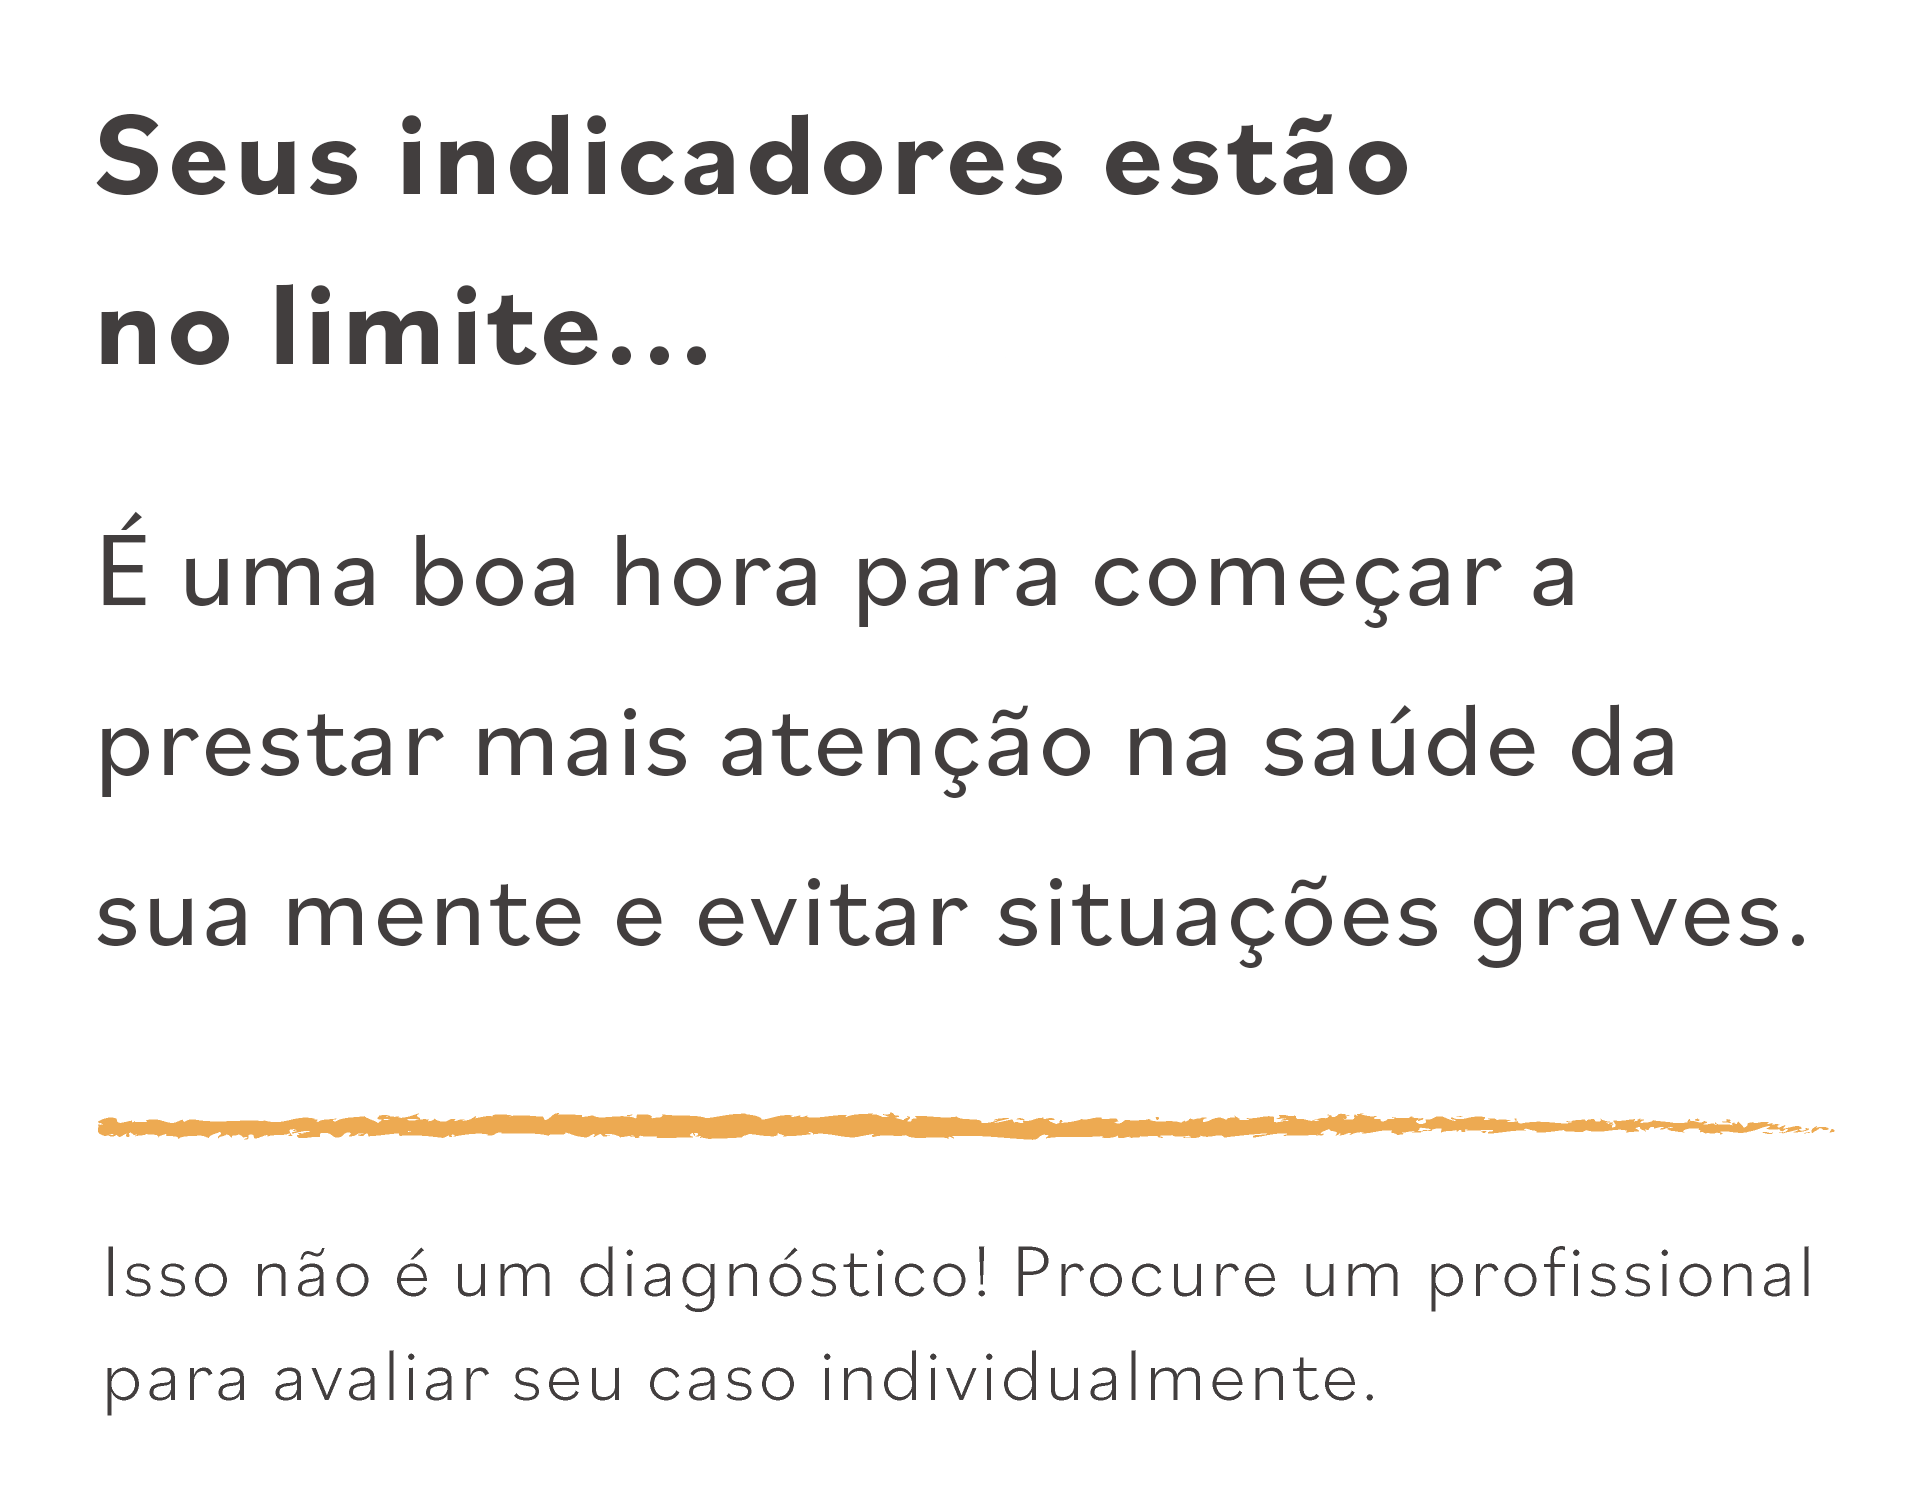 Seus indicadores estão
no limite...
É uma boa hora para começar a
prestar mais atenção na saúde da
sua mente e evitar situações graves.
Isso não é um diagnóstico! Procure um profissional
para avaliar seu caso individualmente.